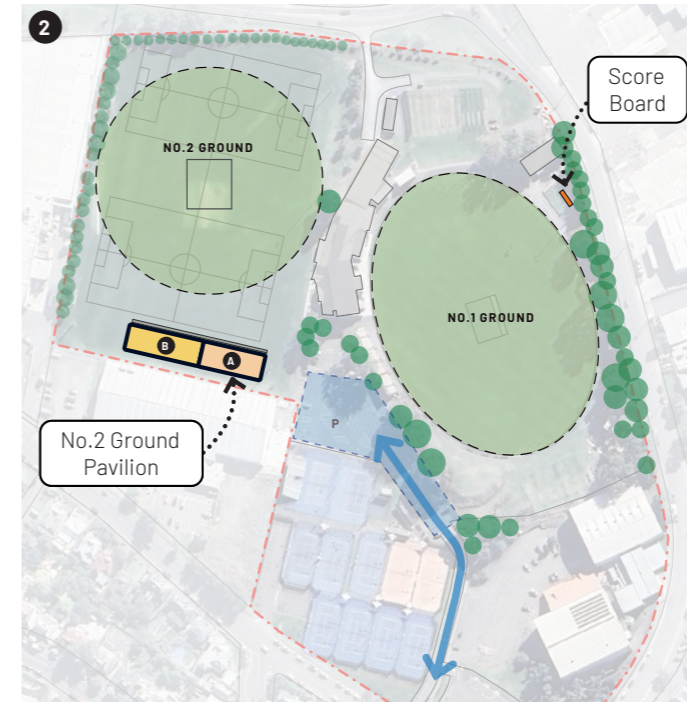 2
Score
Board
NO.2 GROUND
NO.1 GROUND
B
A
P
No.2 Ground
Pavilion